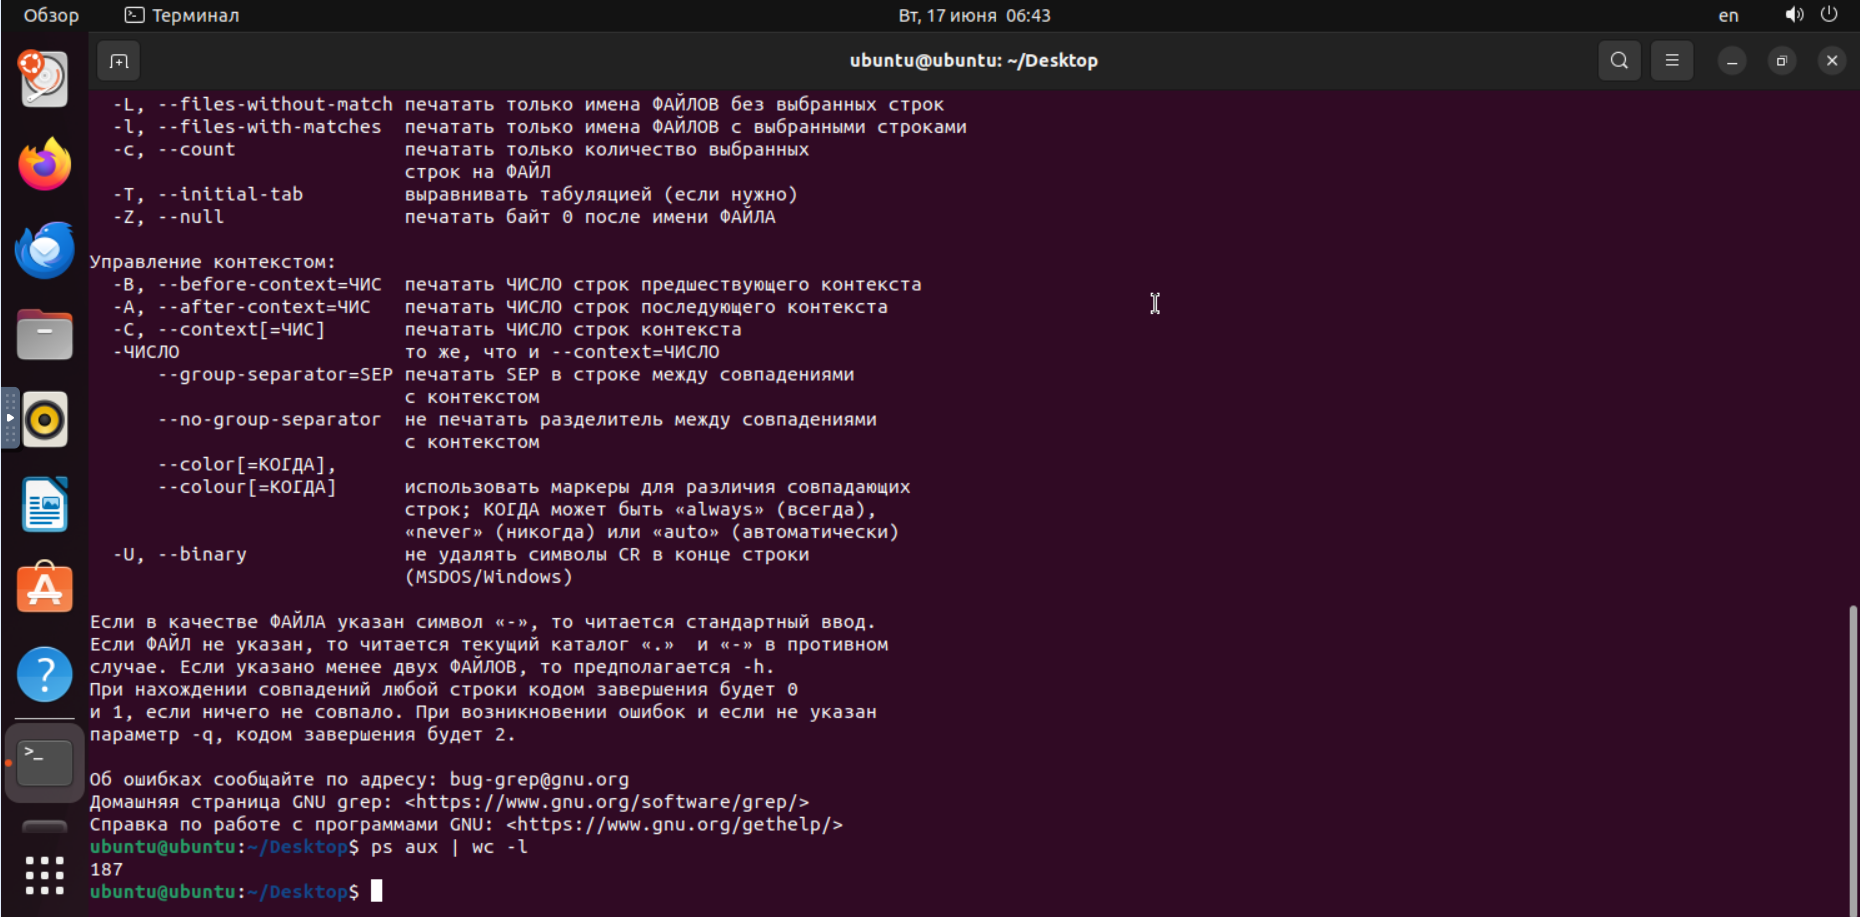 Обзор Терминал Вт, 17 июня 06:43 en
ubuntu@ubuntu: ~/Desktop
-L, --files-without-match печатать только имена ФАЙЛОВ без выбранных строк
-l, --files-with-matches печатать только имена ФАЙЛОВ с выбранными строками
-c, --count печатать только количество выбранных
строк на ФАЙЛ
-T, --initial-tab выравнивать табуляцией (если нужно)
-Z, --null печатать байт 0 после имени ФАЙЛА
Управление контекстом:
-B, --before-context=ЧИС печатать ЧИСЛО строк предшествующего контекста
-A, --after-context=ЧИС печатать ЧИСЛО строк последующего контекста
-C, --context[=ЧИС] печатать ЧИСЛО строк контекста
-ЧИСЛО то же, что и --context=ЧИСЛО
--group-separator=SEP печатать SEP в строке между совпадениями
с контекстом
--no-group-separator не печатать разделитель между совпадениями
с контекстом
--color[=КОГДА],
--colour[=КОГДА] использовать маркеры для различия совпадающих
строк; КОГДА может быть «always» (всегда),
«never» (никогда) или «auto» (автоматически)
-U, --binary не удалять символы CR в конце строки
(MSDOS/Windows)
Если в качестве ФАЙЛА указан символ «-», то читается стандартный ввод.
Если ФАЙЛ не указан, то читается текущий каталог «.» и «-» в противном
случае. Если указано менее двух ФАЙЛОВ, то предполагается -h.
При нахождении совпадений любой строки кодом завершения будет 0
и 1, если ничего не совпало. При возникновении ошибок и если не указан
параметр -q, кодом завершения будет 2.
Об ошибках сообщайте по адресу: bug-grep@gnu.org
Домашняя страница GNU grep: <https://www.gnu.org/software/grep/>
Справка по работе с программами GNU: <https://www.gnu.org/gethelp/>
ubuntu@ubuntu:~/Desktop$ ps aux | wc -l
187
ubuntu@ubuntu:~/Desktop$